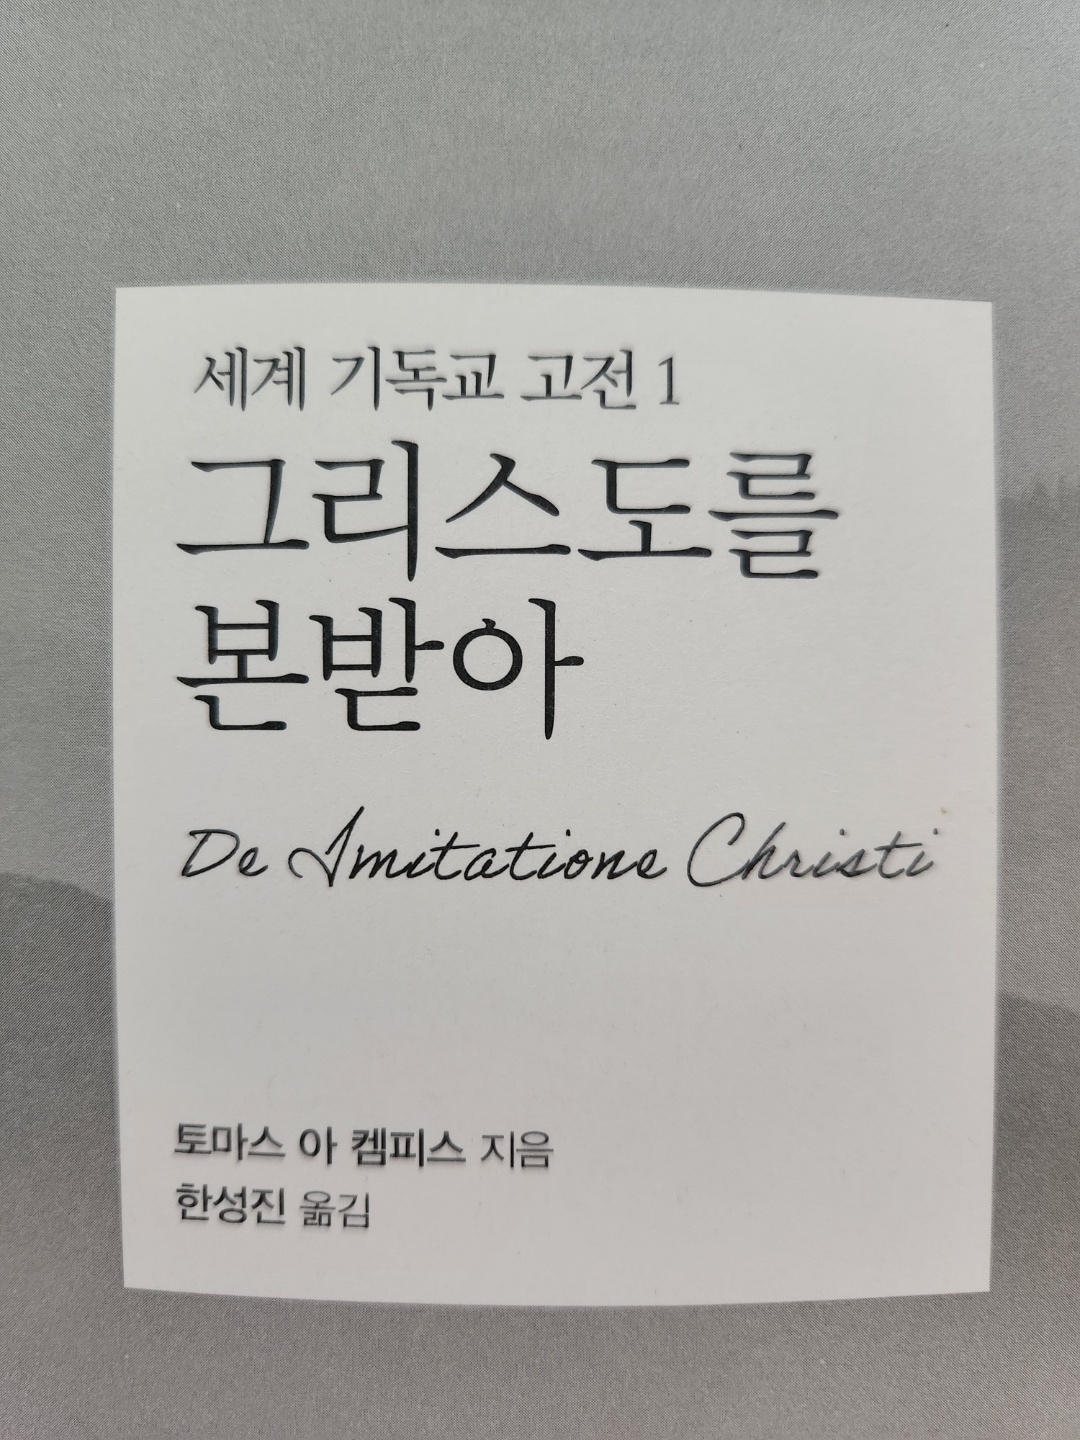 세계 기독교 고전 1
그리스도를
본받아
De Imitatione Christi
토마스 아 켐피스 지음
한성진 옮김